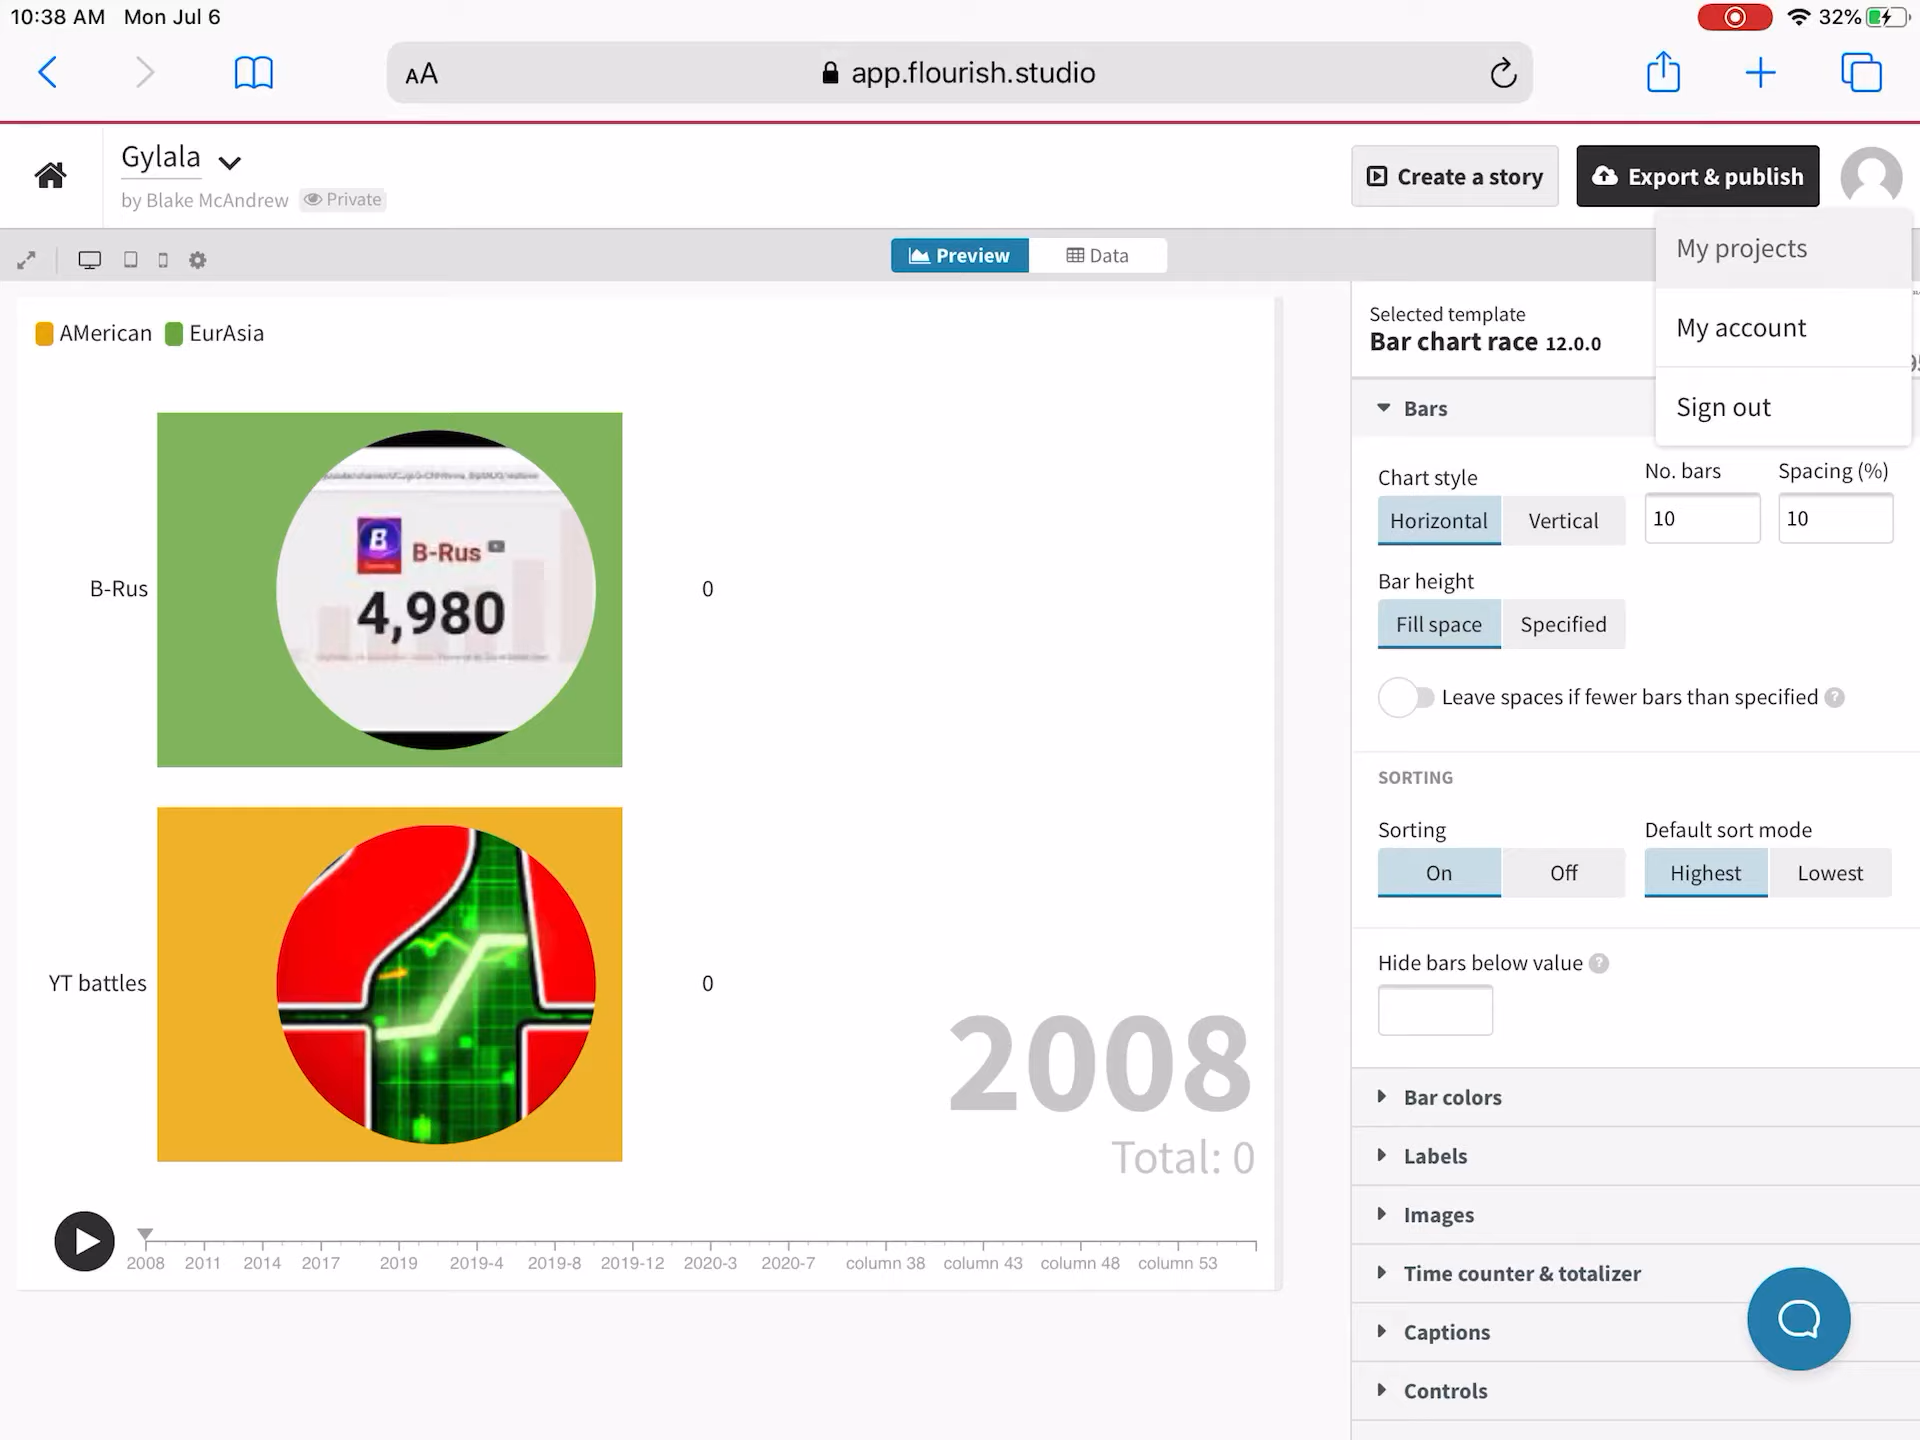 10:38 AM Mon Jul 6
32%
AA
app.flourish.studio
Gylala
by Blake McAndrew
Private
Create a story
Export & publish
My projects
My account
Sign out
Preview
Data
AMerican
EurAsia
Selected template
Bar chart race 12.0.0
Bars
Chart style
Horizontal
Vertical
No. bars
10
Spacing (%)
10
Bar height
Fill space
Specified
Leave spaces if fewer bars than specified ?
SORTING
Sorting
On
Off
Default sort mode
Highest
Lowest
Hide bars below value ?
Bar colors
Labels
Images
Time counter & totalizer
Captions
Controls
B-Rus
B
B-Rus
4,980
0
YT battles
0
2008
Total: 0
2008
2011
2014
2017
2019
2019-4
2019-8
2019-12
2020-3
2020-7
column 38
column 43
column 48
column 53